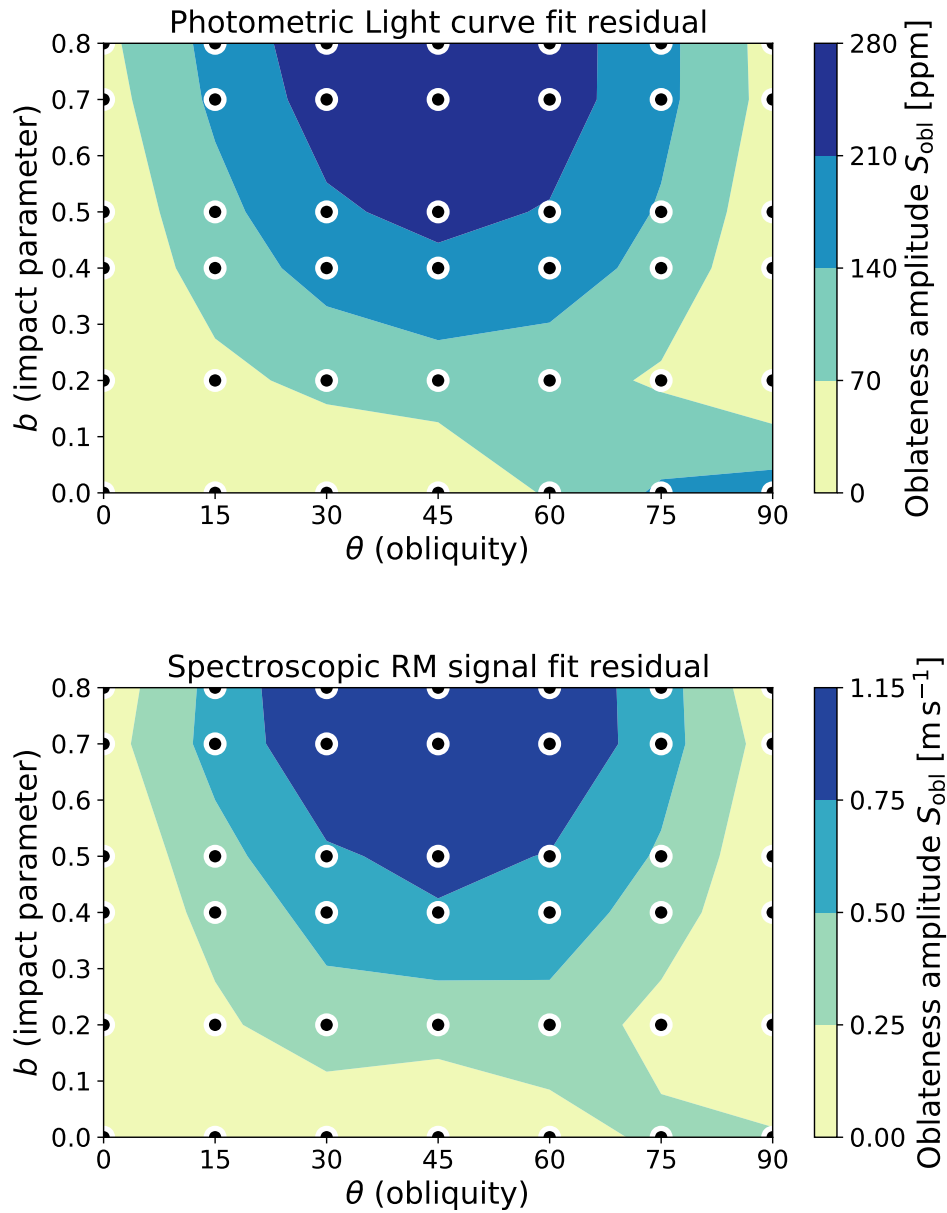 Photometric Light curve fit residual
0.8
0.7
0.6
0.5
0.4
0.3
0.2
0.1
0.0
b (impact parameter)
0 15 30 45 60 75 90
θ (obliquity)
280
210
140
70
0
Oblateness amplitude S_obl [ppm]
Spectroscopic RM signal fit residual
0.8
0.7
0.6
0.5
0.4
0.3
0.2
0.1
0.0
b (impact parameter)
0 15 30 45 60 75 90
θ (obliquity)
1.15
0.75
0.50
0.25
0.00
Oblateness amplitude S_obl [m s⁻¹]